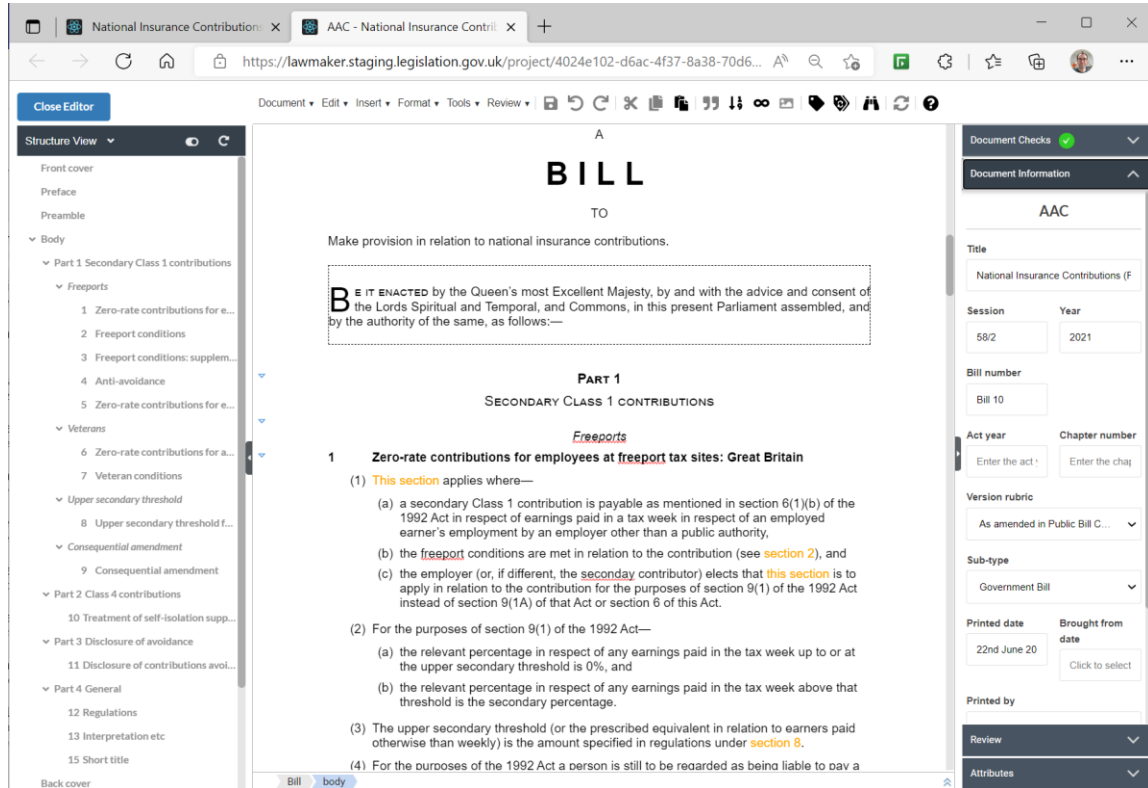 National Insurance Contribution:
AAC - National Insurance Contrib
https://lawmaker.staging.legislation.gov.uk/project/4024e102-d6ac-4f37-8a38-70d6...
Close Editor
Document Edit Insert Format Tools Review
Structure View
Front cover
Preface
Preamble
Body
Part 1 Secondary Class 1 contributions
Freeports
1 Zero-rate contributions for e...
2 Freeport conditions
3 Freeport conditions: supplem...
4 Anti-avoidance
5 Zero-rate contributions for e...
Veterans
6 Zero-rate contributions for a...
7 Veteran conditions
Upper secondary threshold
8 Upper secondary threshold f...
Consequential amendment
9 Consequential amendment
Part 2 Class 4 contributions
10 Treatment of self-isolation supp...
Part 3 Disclosure of avoidance
11 Disclosure of contributions avoi...
Part 4 General
12 Regulations
13 Interpretation etc
15 Short title
Back cover
A
BILL
TO
Make provision in relation to national insurance contributions.
BE IT ENACTED by the Queen's most Excellent Majesty, by and with the advice and consent of
the Lords Spiritual and Temporal, and Commons, in this present Parliament assembled, and
by the authority of the same, as follows:—
PART 1
SECONDARY CLASS 1 CONTRIBUTIONS
Freeports
1 Zero-rate contributions for employees at freeport tax sites: Great Britain
(1) This section applies where—
(a) a secondary Class 1 contribution is payable as mentioned in section 6(1)(b) of the
1992 Act in respect of earnings paid in a tax week in respect of an employed
earner's employment by an employer other than a public authority,
(b) the freeport conditions are met in relation to the contribution (see section 2), and
(c) the employer (or, if different, the seconday contributor) elects that this section is to
apply in relation to the contribution for the purposes of section 9(1) of the 1992 Act
instead of section 9(1A) of that Act or section 6 of this Act.
(2) For the purposes of section 9(1) of the 1992 Act—
(a) the relevant percentage in respect of any earnings paid in the tax week up to or at
the upper secondary threshold is 0%, and
(b) the relevant percentage in respect of any earnings paid in the tax week above that
threshold is the secondary percentage.
(3) The upper secondary threshold (or the prescribed equivalent in relation to earners paid
otherwise than weekly) is the amount specified in regulations under section 8.
(4) For the purposes of the 1992 Act a person is still to be regarded as being liable to pay a
Bill body
Document Checks
Document Information
AAC
Title
National Insurance Contributions (F
Session Year
58/2 2021
Bill number
Bill 10
Act year Chapter number
Enter the act y Enter the chap
Version rubric
As amended in Public Bill C...
Sub-type
Government Bill
Printed date Brought from
date
22nd June 20 Click to select
Printed by
Review
Attributes